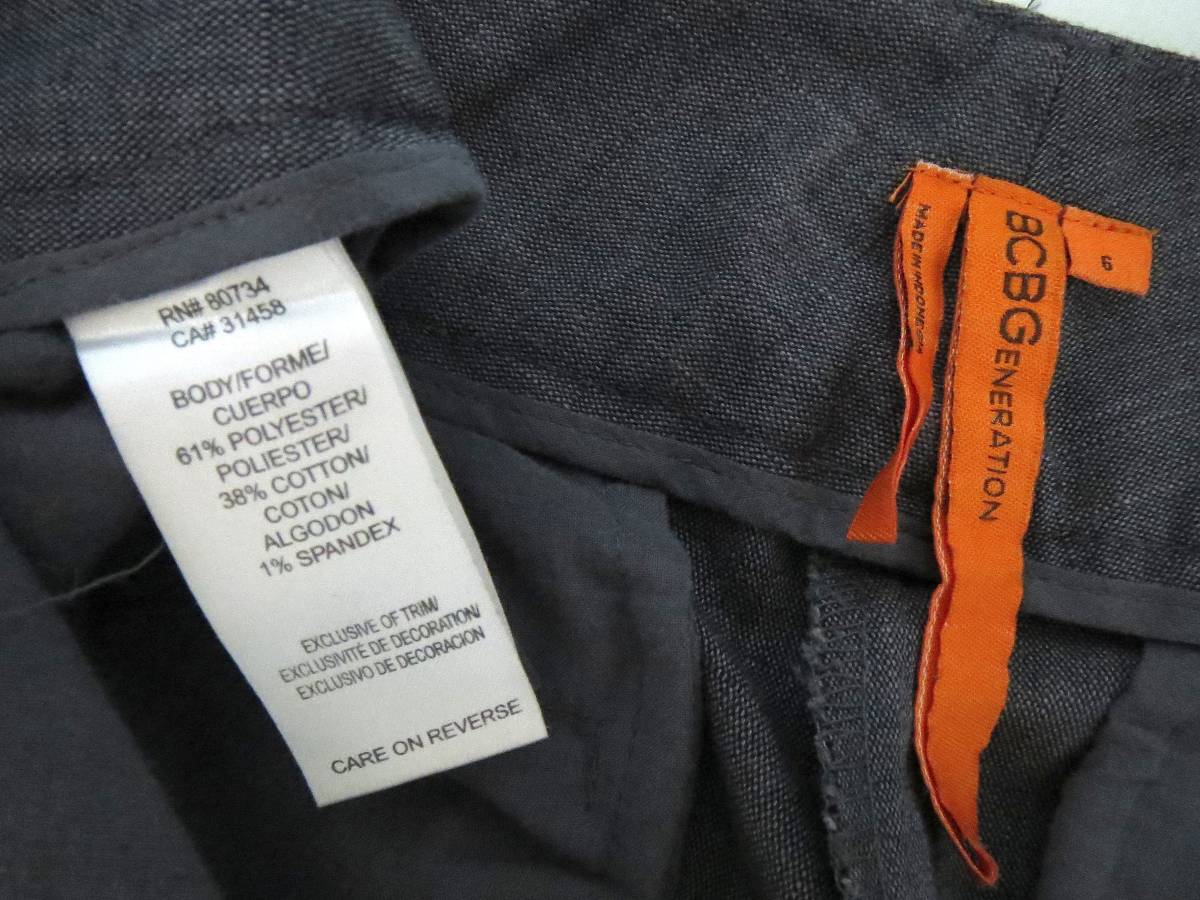 RN# 80734
CA# 31458
BODY/FORME/
CUERPO
61% POLYESTER/
POLIESTER/
38% COTTON/
COTON/
ALGODON
1% SPANDEX
EXCLUSIVE OF TRIM/
EXCLUSIVITÉ DE DECORATION/
EXCLUSIVO DE DECORACION
CARE ON REVERSE
MADE IN INDONESIA
BCBGENERATION
6